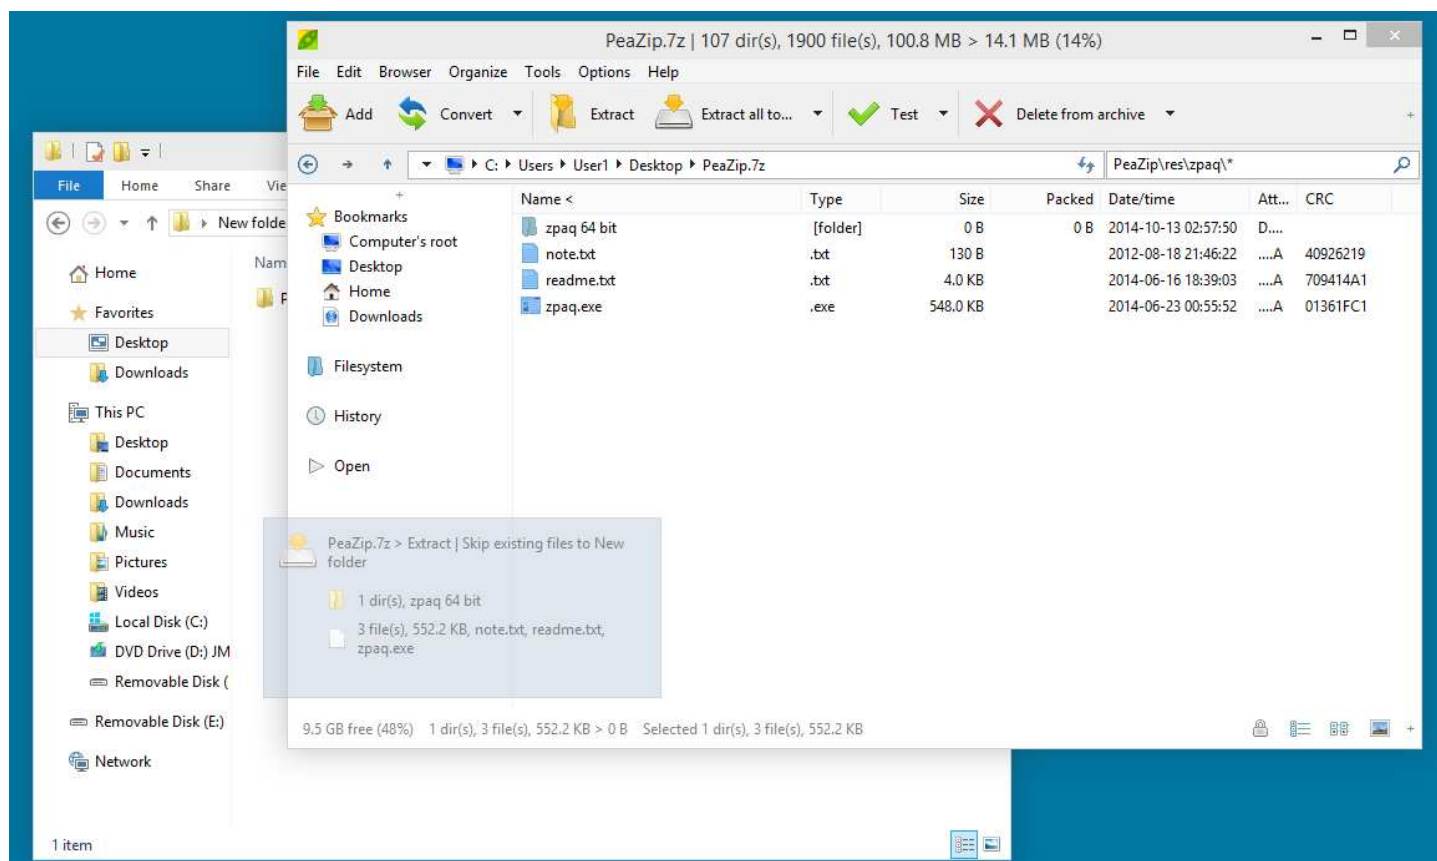 PeaZip.7z | 107 dir(s), 1900 file(s), 100.8 MB > 14.1 MB (14%)
File Edit Browser Organize Tools Options Help
Add Convert Extract Extract all to... Test Delete from archive
C: Users User1 Desktop PeaZip.7z PeaZip\res\zpaq\*
Bookmarks
Computer's root
Desktop
Home
Downloads
Filesystem
History
Open
Name < Type Size Packed Date/time Att... CRC
zpaq 64 bit [folder] 0 B 0 B 2014-10-13 02:57:50 D....
note.txt .txt 130 B 2012-08-18 21:46:22 ....A 40926219
readme.txt .txt 4.0 KB 2014-06-16 18:39:03 ....A 709414A1
zpaq.exe .exe 548.0 KB 2014-06-23 00:55:52 ....A 01361FC1
PeaZip.7z > Extract | Skip existing files to New
folder
1 dir(s), zpaq 64 bit
3 file(s), 552.2 KB, note.txt, readme.txt,
zpaq.exe
9.5 GB free (48%) 1 dir(s), 3 file(s), 552.2 KB > 0 B Selected 1 dir(s), 3 file(s), 552.2 KB
File Home Share Vie
New folde
Nam
P
Home
Favorites
Desktop
Downloads
This PC
Desktop
Documents
Downloads
Music
Pictures
Videos
Local Disk (C:)
DVD Drive (D:) JM
Removable Disk (
Removable Disk (E:)
Network
1 item